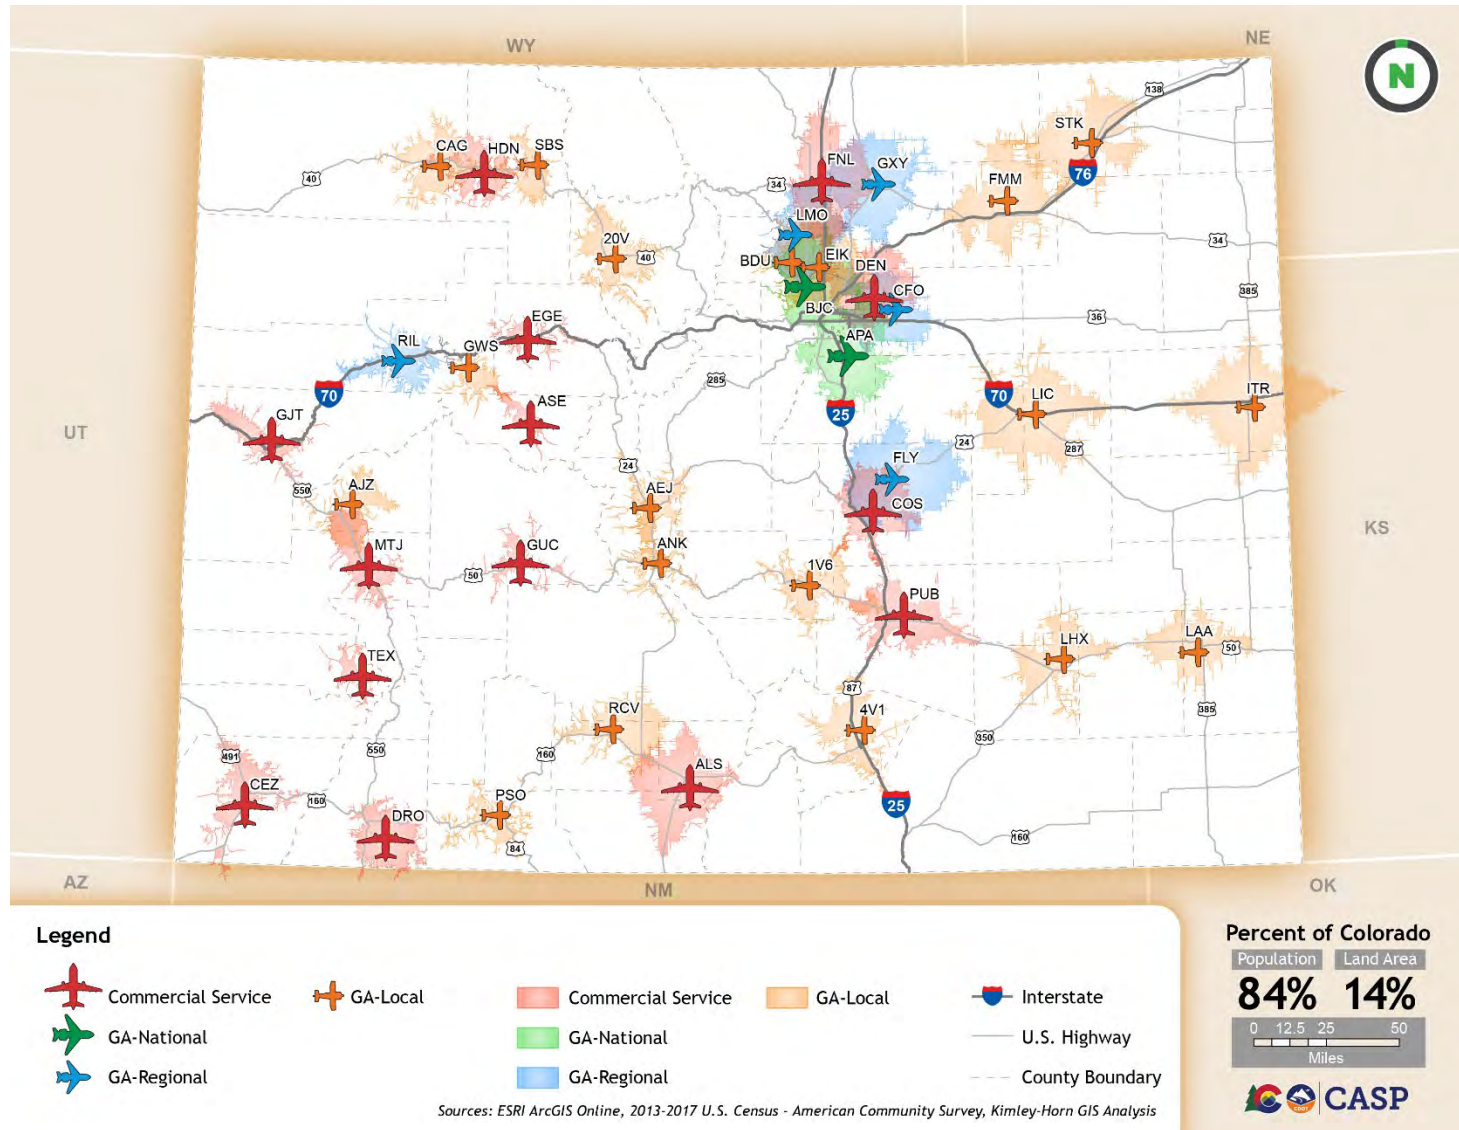 WY
NE
N
138
STK
CAG
HDN
SBS
FNL
GXY
76
40
34
FMM
LMO
20V
34
40
BDU
EIK
DEN
385
CFO
BJC
36
EGE
RIL
GWS
APA
285
70
70
ITR
ASE
LIC
GJT
25
UT
24
287
FLY
24
550
AJZ
AEJ
COS
KS
MTJ
GUC
ANK
1V6
50
PUB
LHX
LAA
50
TEX
87
385
RCV
4V1
350
550
160
491
ALS
CEZ
160
PSO
25
DRO
160
84
AZ
NM
OK
Legend
Commercial Service
GA-Local
Commercial Service
GA-Local
Interstate
GA-National
GA-National
U.S. Highway
GA-Regional
GA-Regional
County Boundary
Sources: ESRI ArcGIS Online, 2013-2017 U.S. Census - American Community Survey, Kimley-Horn GIS Analysis
Percent of Colorado
Population Land Area
84% 14%
0 12.5 25 50
Miles
CASP